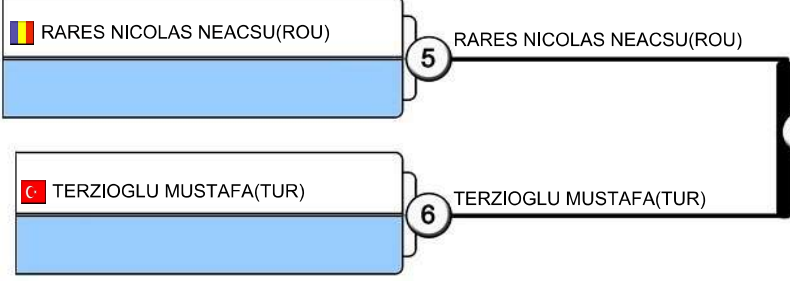 RARES NICOLAS NEACSU(ROU)
5
RARES NICOLAS NEACSU(ROU)
TERZIOGLU MUSTAFA(TUR)
6
TERZIOGLU MUSTAFA(TUR)